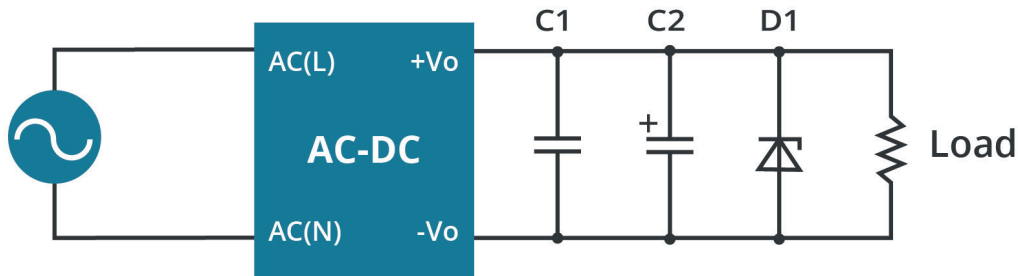 C1 C2 D1
AC(L) +Vo
AC-DC
+
Load
AC(N) -Vo